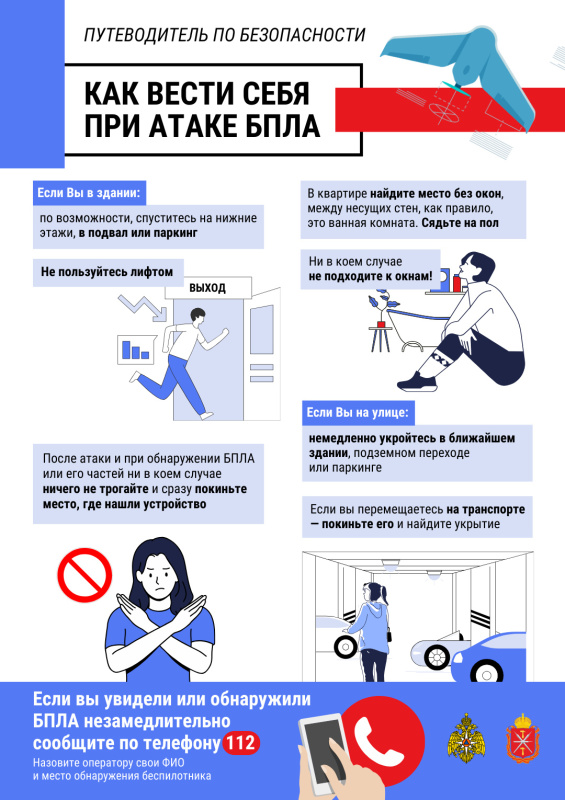 ПУТЕВОДИТЕЛЬ ПО БЕЗОПАСНОСТИ
КАК ВЕСТИ СЕБЯ
ПРИ АТАКЕ БПЛА
Если Вы в здании:
по возможности, спуститесь на нижние
этажи, в подвал или паркинг
Не пользуйтесь лифтом
ВЫХОД
В квартире найдите место без окон,
между несущих стен, как правило,
это ванная комната. Сядьте на пол
Ни в коем случае
не подходите к окнам!
После атаки и при обнаружении БПЛА
или его частей ни в коем случае
ничего не трогайте и сразу покиньте
место, где нашли устройство
Если Вы на улице:
немедленно укройтесь в ближайшем
здании, подземном переходе
или паркинге
Если вы перемещаетесь на транспорте
— покиньте его и найдите укрытие
Если вы увидели или обнаружили
БПЛА незамедлительно
сообщите по телефону 112
Назовите оператору свои ФИО
и место обнаружения беспилотника